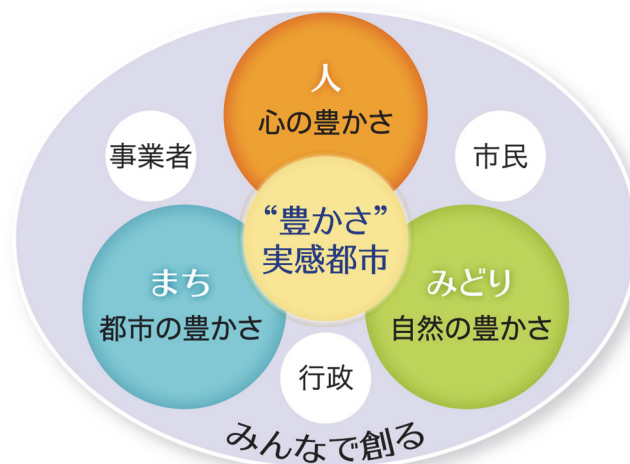 人
心の豊かさ
事業者
市民
“豊かさ”
実感都市
まち
都市の豊かさ
みどり
自然の豊かさ
行政
みんなで創る